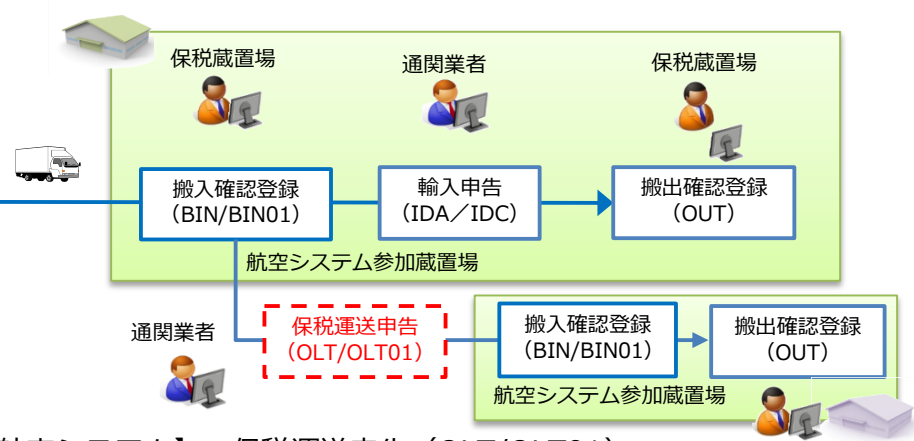 保税蔵置場
通関業者
保税蔵置場
搬入確認登録
（BIN/BIN01）
輸入申告
（IDA／IDC）
搬出確認登録
（OUT）
航空システム参加蔵置場
通関業者
保税運送申告
（OLT/OLT01）
搬入確認登録
（BIN/BIN01）
搬出確認登録
（OUT）
航空システム参加蔵置場